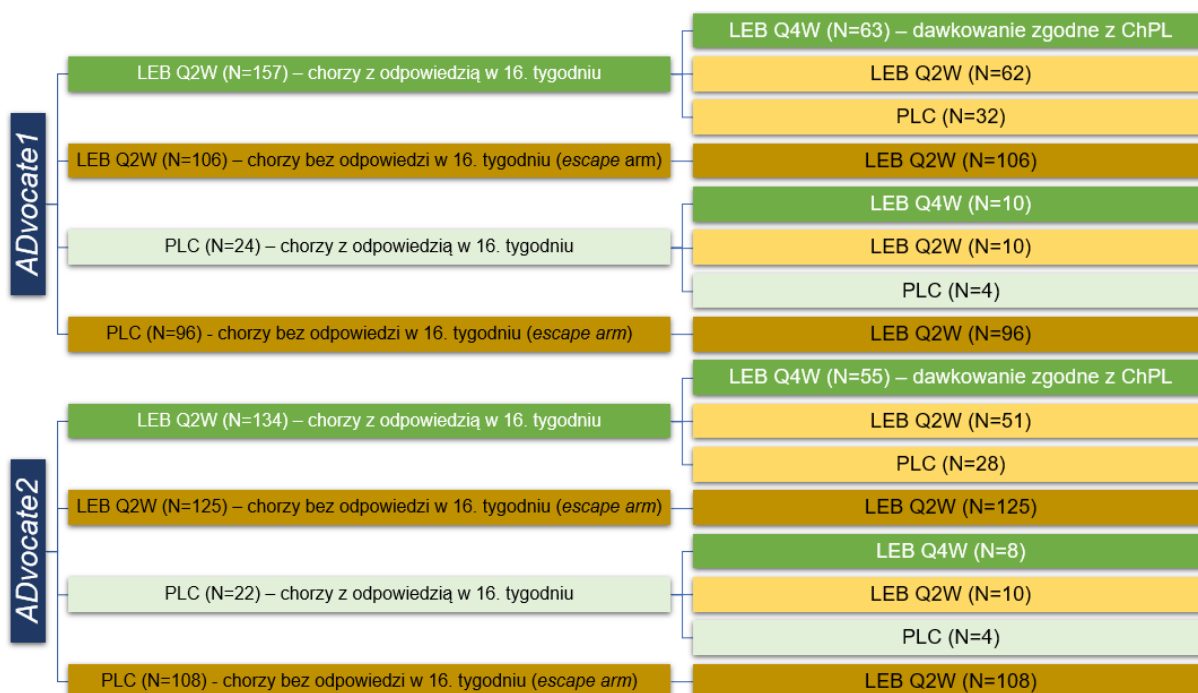 ADvocate1
LEB Q2W (N=157) – chorzy z odpowiedzią w 16. tygodniu
LEB Q4W (N=63) – dawkowanie zgodne z ChPL
LEB Q2W (N=62)
PLC (N=32)
LEB Q2W (N=106) – chorzy bez odpowiedzi w 16. tygodniu (escape arm)
LEB Q2W (N=106)
PLC (N=24) – chorzy z odpowiedzią w 16. tygodniu
LEB Q4W (N=10)
LEB Q2W (N=10)
PLC (N=4)
PLC (N=96) - chorzy bez odpowiedzi w 16. tygodniu (escape arm)
LEB Q2W (N=96)
ADvocate2
LEB Q2W (N=134) – chorzy z odpowiedzią w 16. tygodniu
LEB Q4W (N=55) – dawkowanie zgodne z ChPL
LEB Q2W (N=51)
PLC (N=28)
LEB Q2W (N=125) – chorzy bez odpowiedzi w 16. tygodniu (escape arm)
LEB Q2W (N=125)
PLC (N=22) – chorzy z odpowiedzią w 16. tygodniu
LEB Q4W (N=8)
LEB Q2W (N=10)
PLC (N=4)
PLC (N=108) - chorzy bez odpowiedzi w 16. tygodniu (escape arm)
LEB Q2W (N=108)